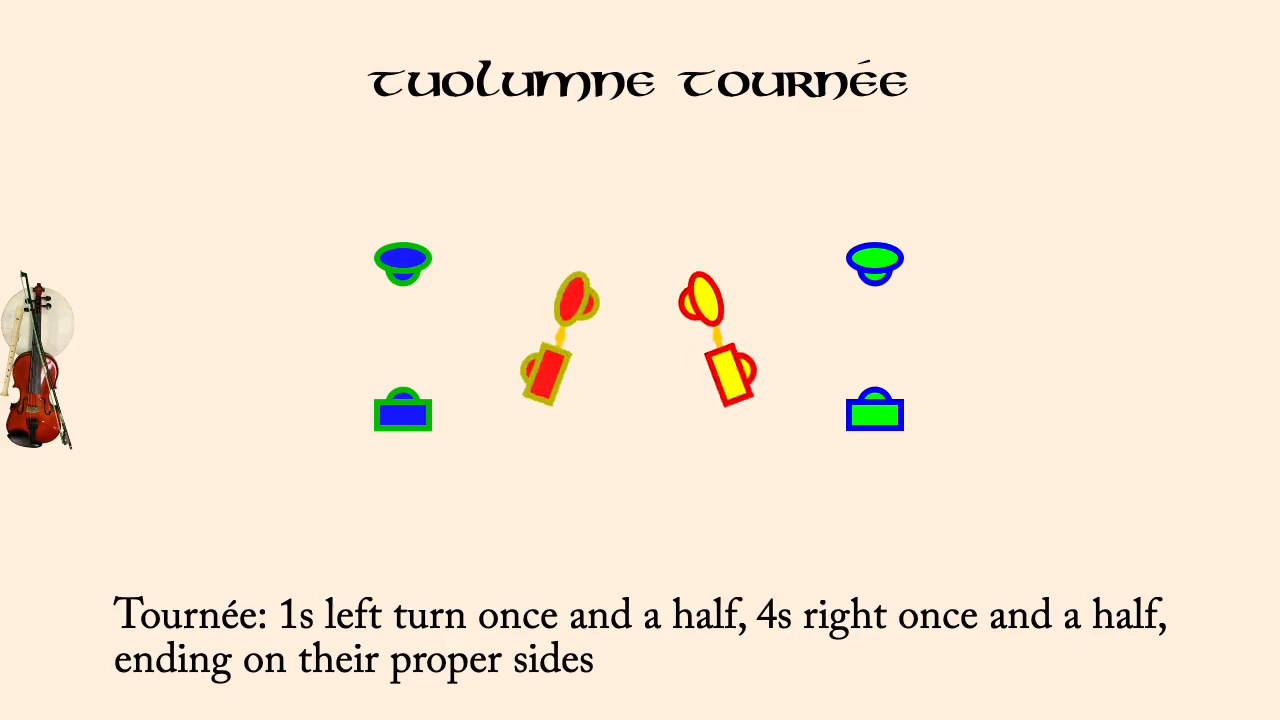 Tuolumne Tournée
Tournée: 1s left turn once and a half, 4s right once and a half,
ending on their proper sides